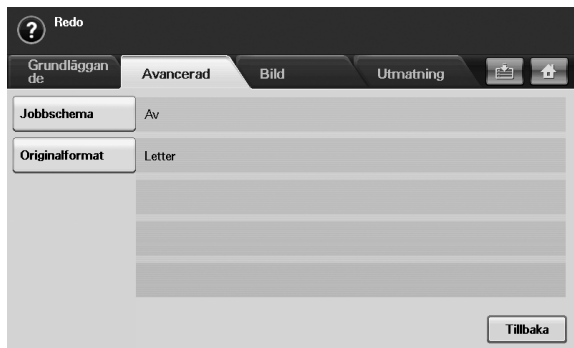 Redo
Grundläggan
de
Avancerad
Bild
Utmatning
Jobbschema
Av
Originalformat
Letter
Tillbaka